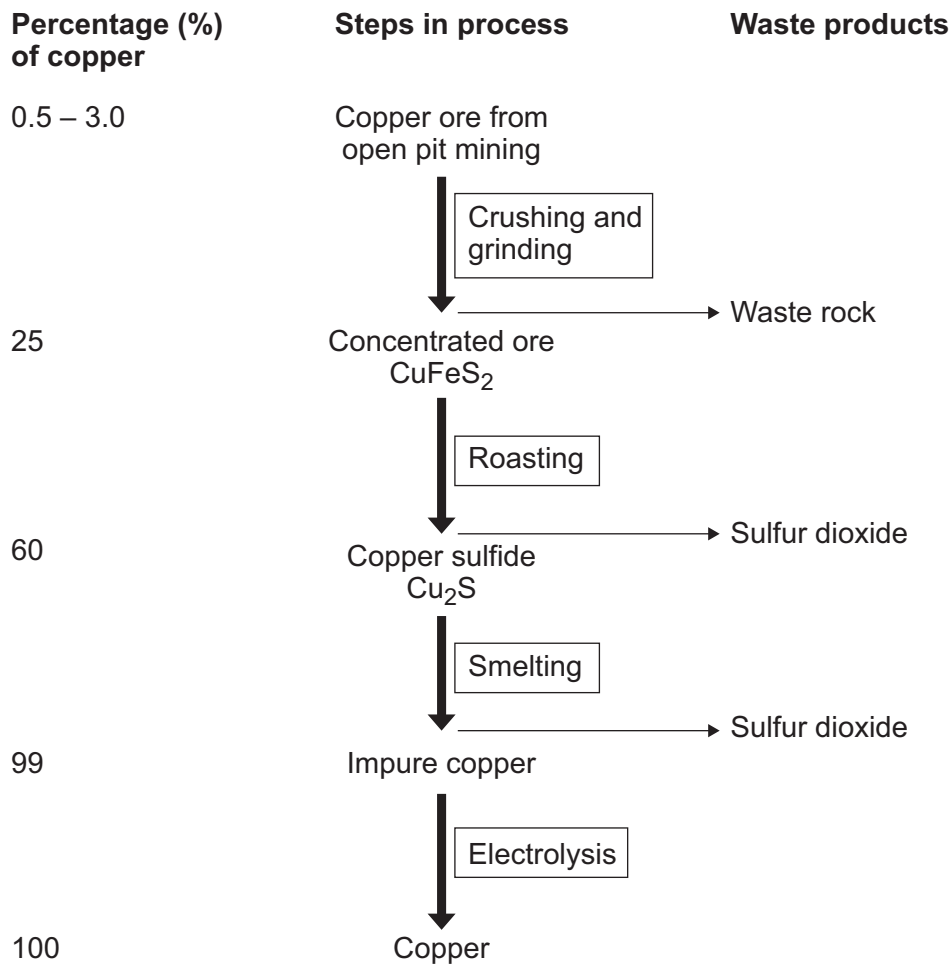 Percentage (%) of copper
Steps in process
Waste products
0.5 – 3.0
Copper ore from
open pit mining
Crushing and
grinding
Waste rock
25
Concentrated ore
CuFeS₂
Roasting
Sulfur dioxide
60
Copper sulfide
Cu₂S
Smelting
Sulfur dioxide
99
Impure copper
Electrolysis
100
Copper